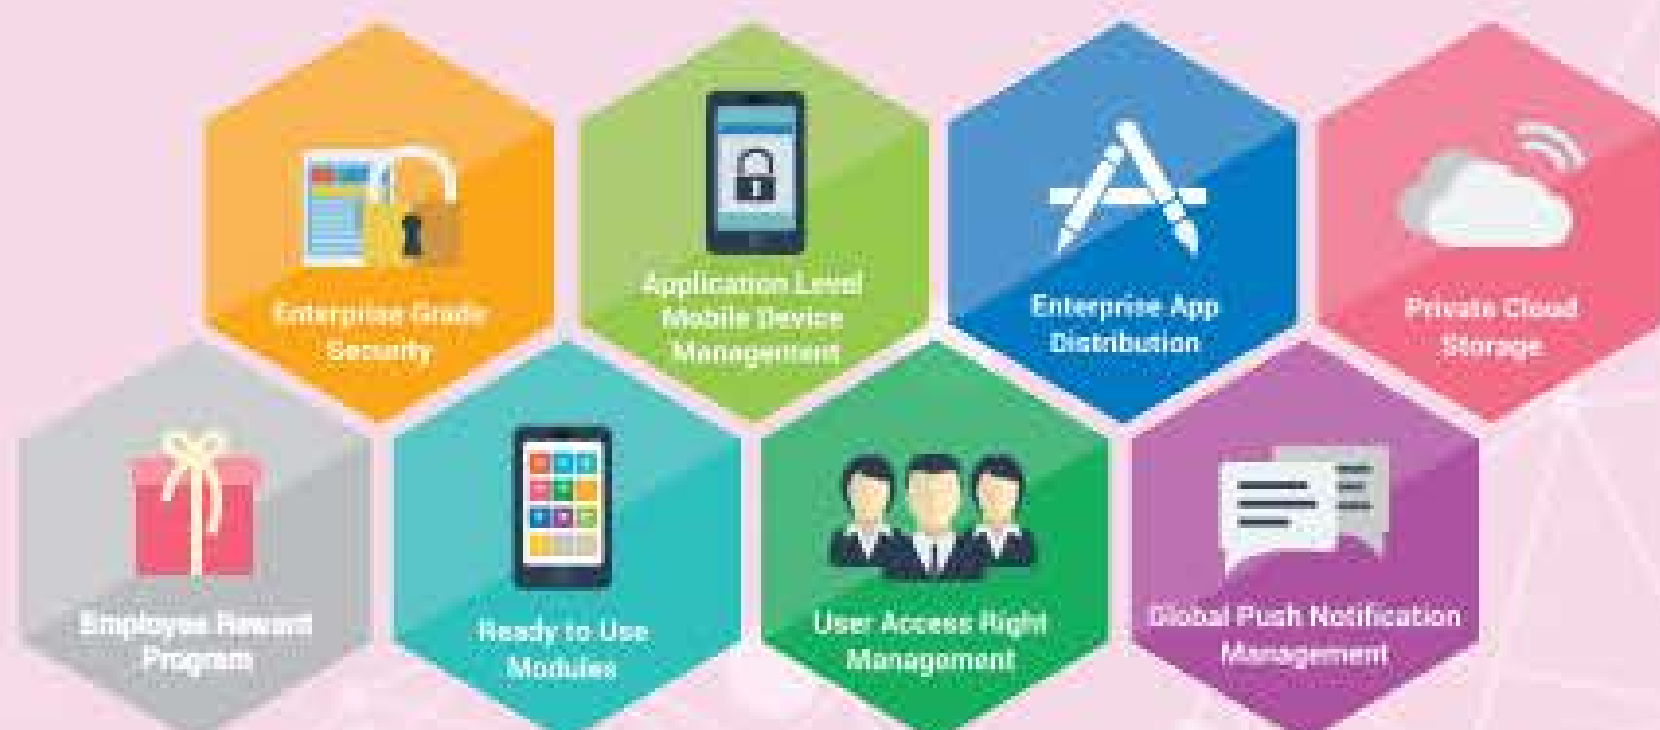 Enterprise Grade
Security
Application Level
Mobile Device
Management
Enterprise App
Distribution
Private Cloud
Storage
Employee Reward
Program
Ready to Use
Modules
User Access Right
Management
Global Push Notification
Management